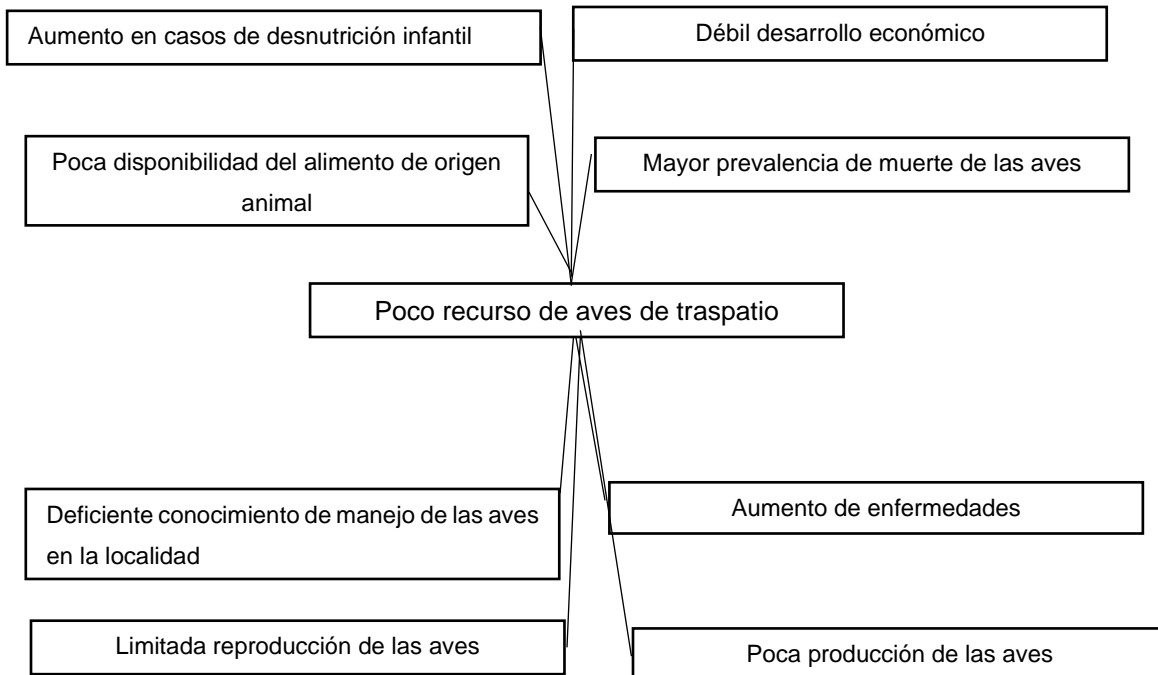 Aumento en casos de desnutrición infantil
Débil desarrollo económico
Poca disponibilidad del alimento de origen
animal
Mayor prevalencia de muerte de las aves
Poco recurso de aves de traspatio
Deficiente conocimiento de manejo de las aves
en la localidad
Aumento de enfermedades
Limitada reproducción de las aves
Poca producción de las aves